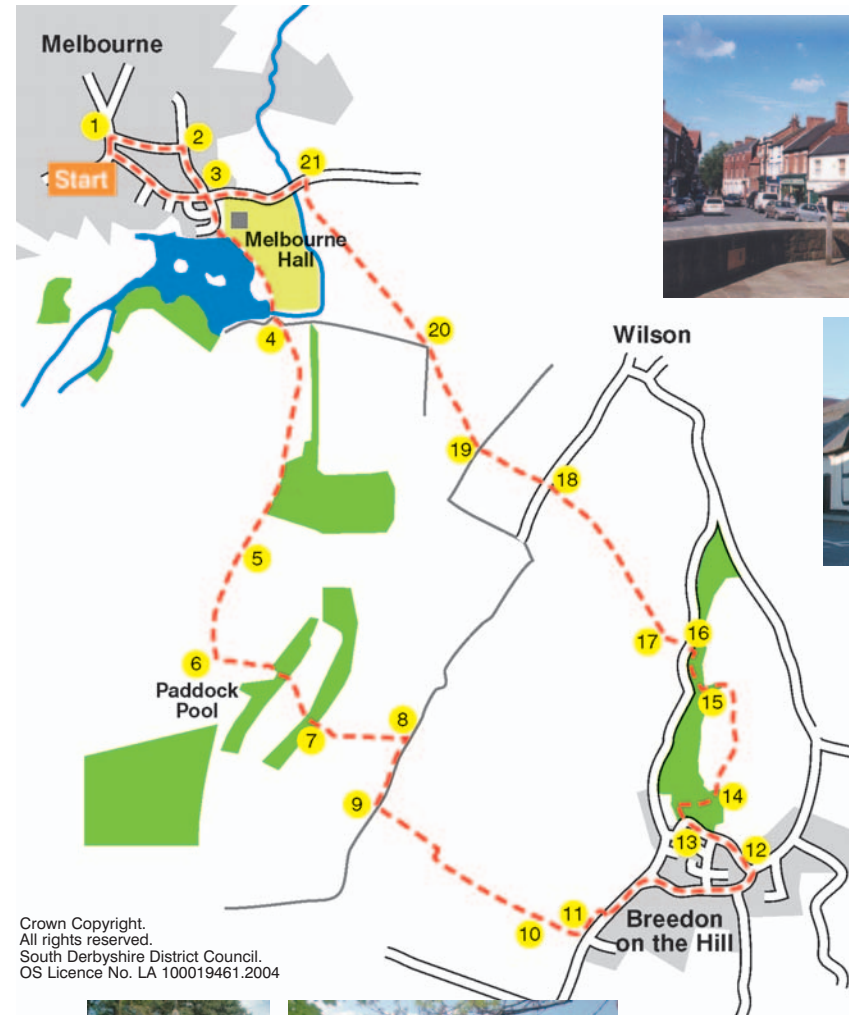 Melbourne
1
2
3
21
Start
Melbourne
Hall
4
20
Wilson
19
18
5
17
16
6
Paddock
Pool
15
8
7
14
9
13
12
11
10
Breedon
on the Hill
Crown Copyright.
All rights reserved.
South Derbyshire District Council.
OS Licence No. LA 100019461.2004